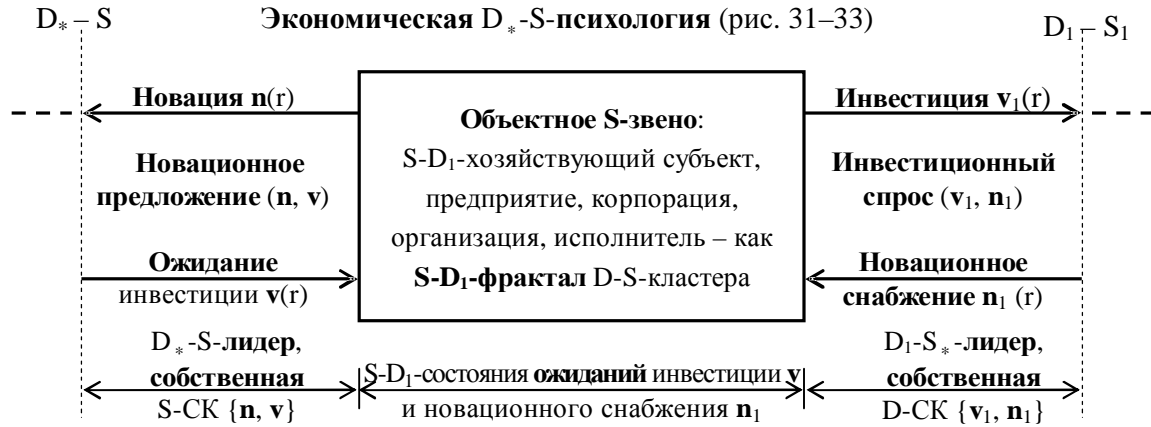 D* – S
Экономическая D*-S-психология (рис. 31–33)
D₁ – S₁
Новация n(r)
Новационное
предложение (n, v)
Ожидание
инвестиции v(r)
Объектное S-звено:
S-D₁-хозяйствующий субъект,
предприятие, корпорация,
организация, исполнитель – как
S-D₁-фрактал D-S-кластера
Инвестиция v₁(r)
Инвестиционный
спрос (v₁, n₁)
Новационное
снабжение n₁ (r)
D*-S-лидер,
собственная
S-СК {n, v}
S-D₁-состояния ожиданий инвестиции v
и новационного снабжения n₁
D₁-S*-лидер,
собственная
D-СК {v₁, n₁}